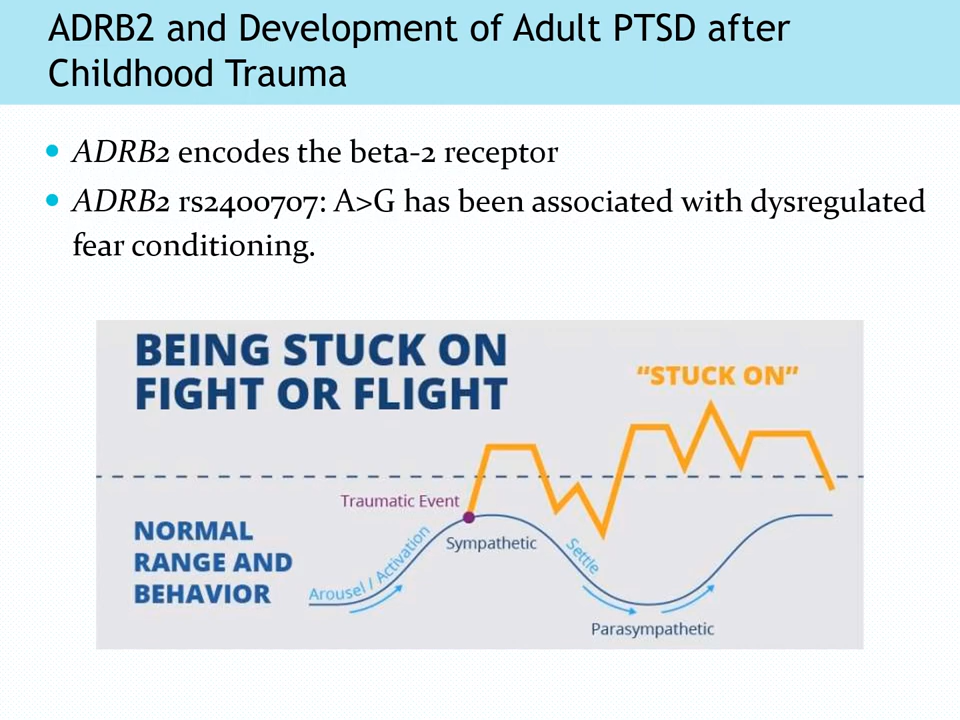 ADRB2 and Development of Adult PTSD after
Childhood Trauma
ADRB2 encodes the beta-2 receptor
ADRB2 rs2400707: A>G has been associated with dysregulated
fear conditioning.
BEING STUCK ON
FIGHT OR FLIGHT
“STUCK ON”
Traumatic Event
NORMAL
RANGE AND
BEHAVIOR
Arousel / Activation
Sympathetic
Settle
Parasympathetic